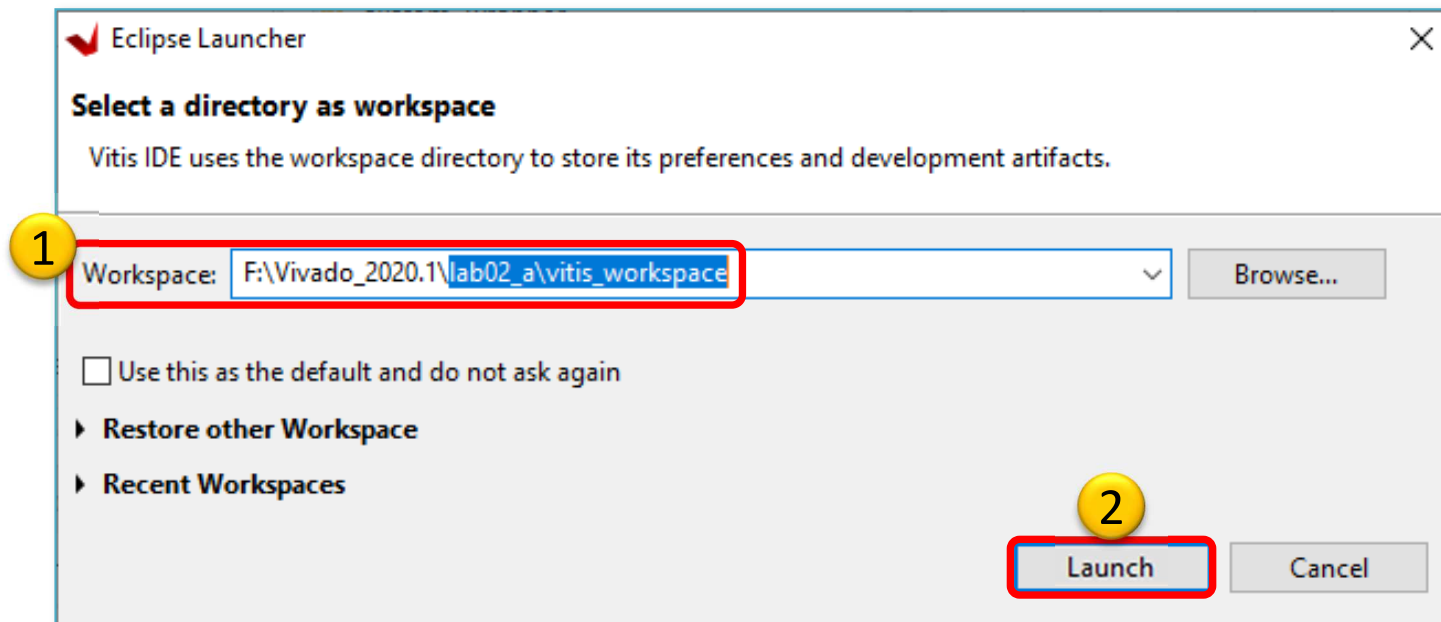 Eclipse Launcher
Select a directory as workspace
Vitis IDE uses the workspace directory to store its preferences and development artifacts.
1
Workspace: F:\Vivado_2020.1\lab02_a\vitis_workspace Browse...
Use this as the default and do not ask again
Restore other Workspace
Recent Workspaces
2
Launch Cancel